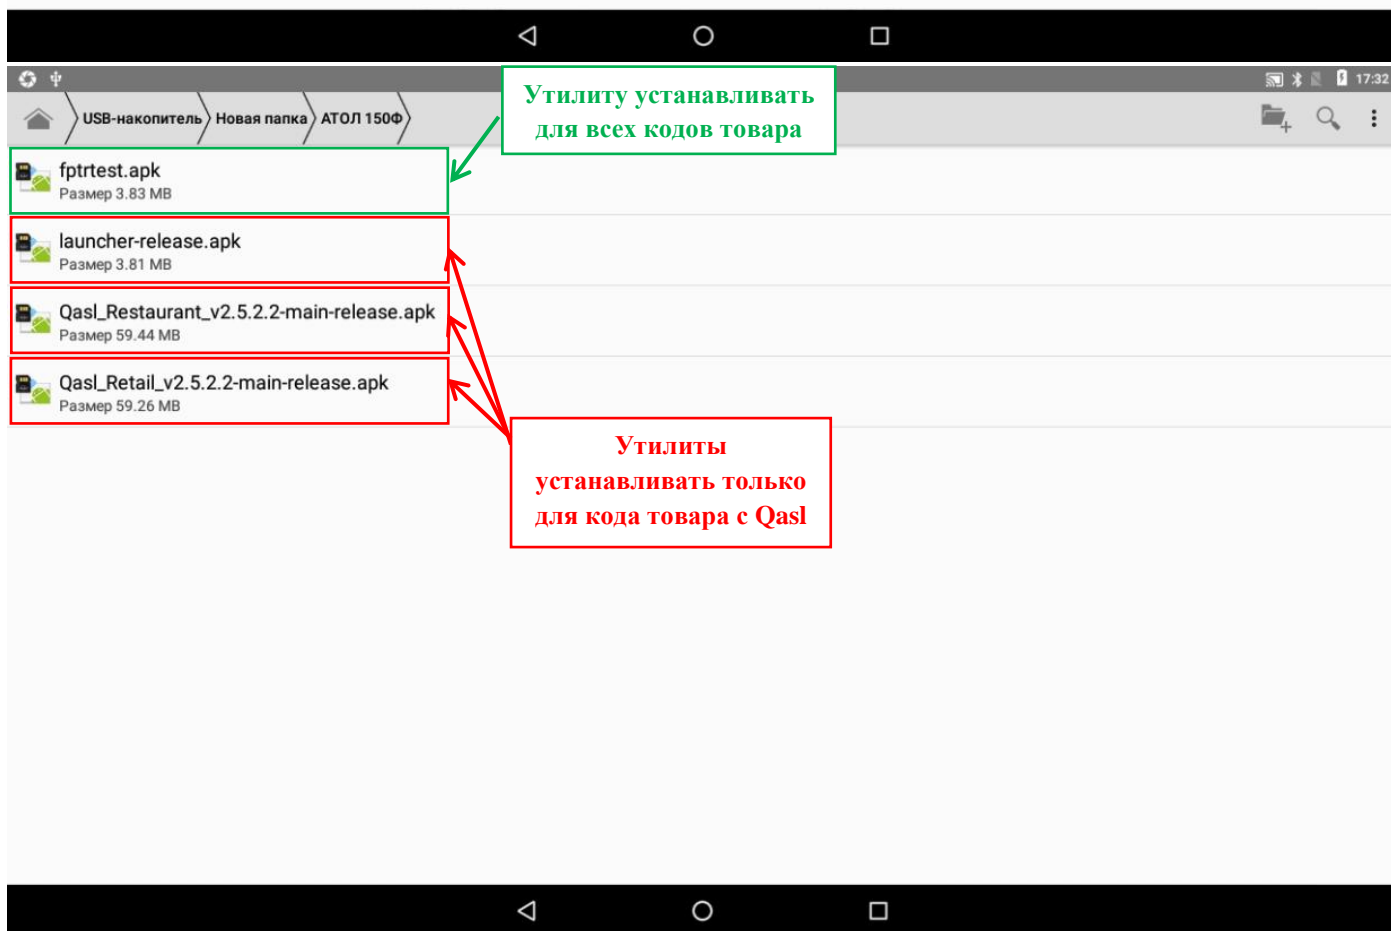 17:32
USB-накопитель Новая папка АТОЛ 150Ф
Утилиту устанавливать
для всех кодов товара
fptrtest.apk
Размер 3.83 MB
launcher-release.apk
Размер 3.81 MB
Qasl_Restaurant_v2.5.2.2-main-release.apk
Размер 59.44 MB
Qasl_Retail_v2.5.2.2-main-release.apk
Размер 59.26 MB
Утилиты
устанавливать только
для кода товара с Qasl